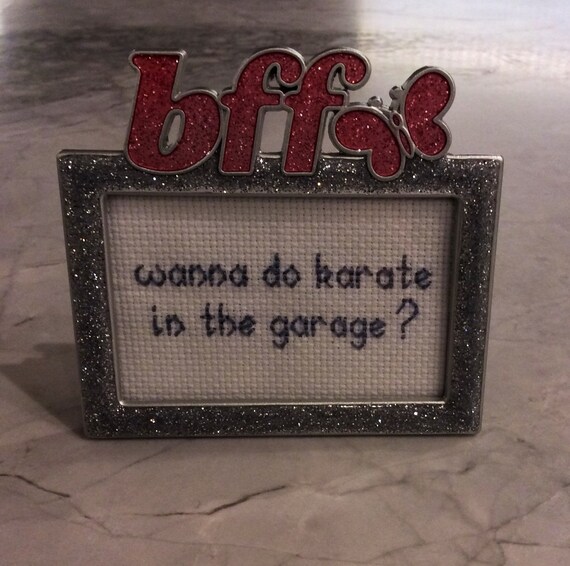 bff
wanna do karate
in the garage?